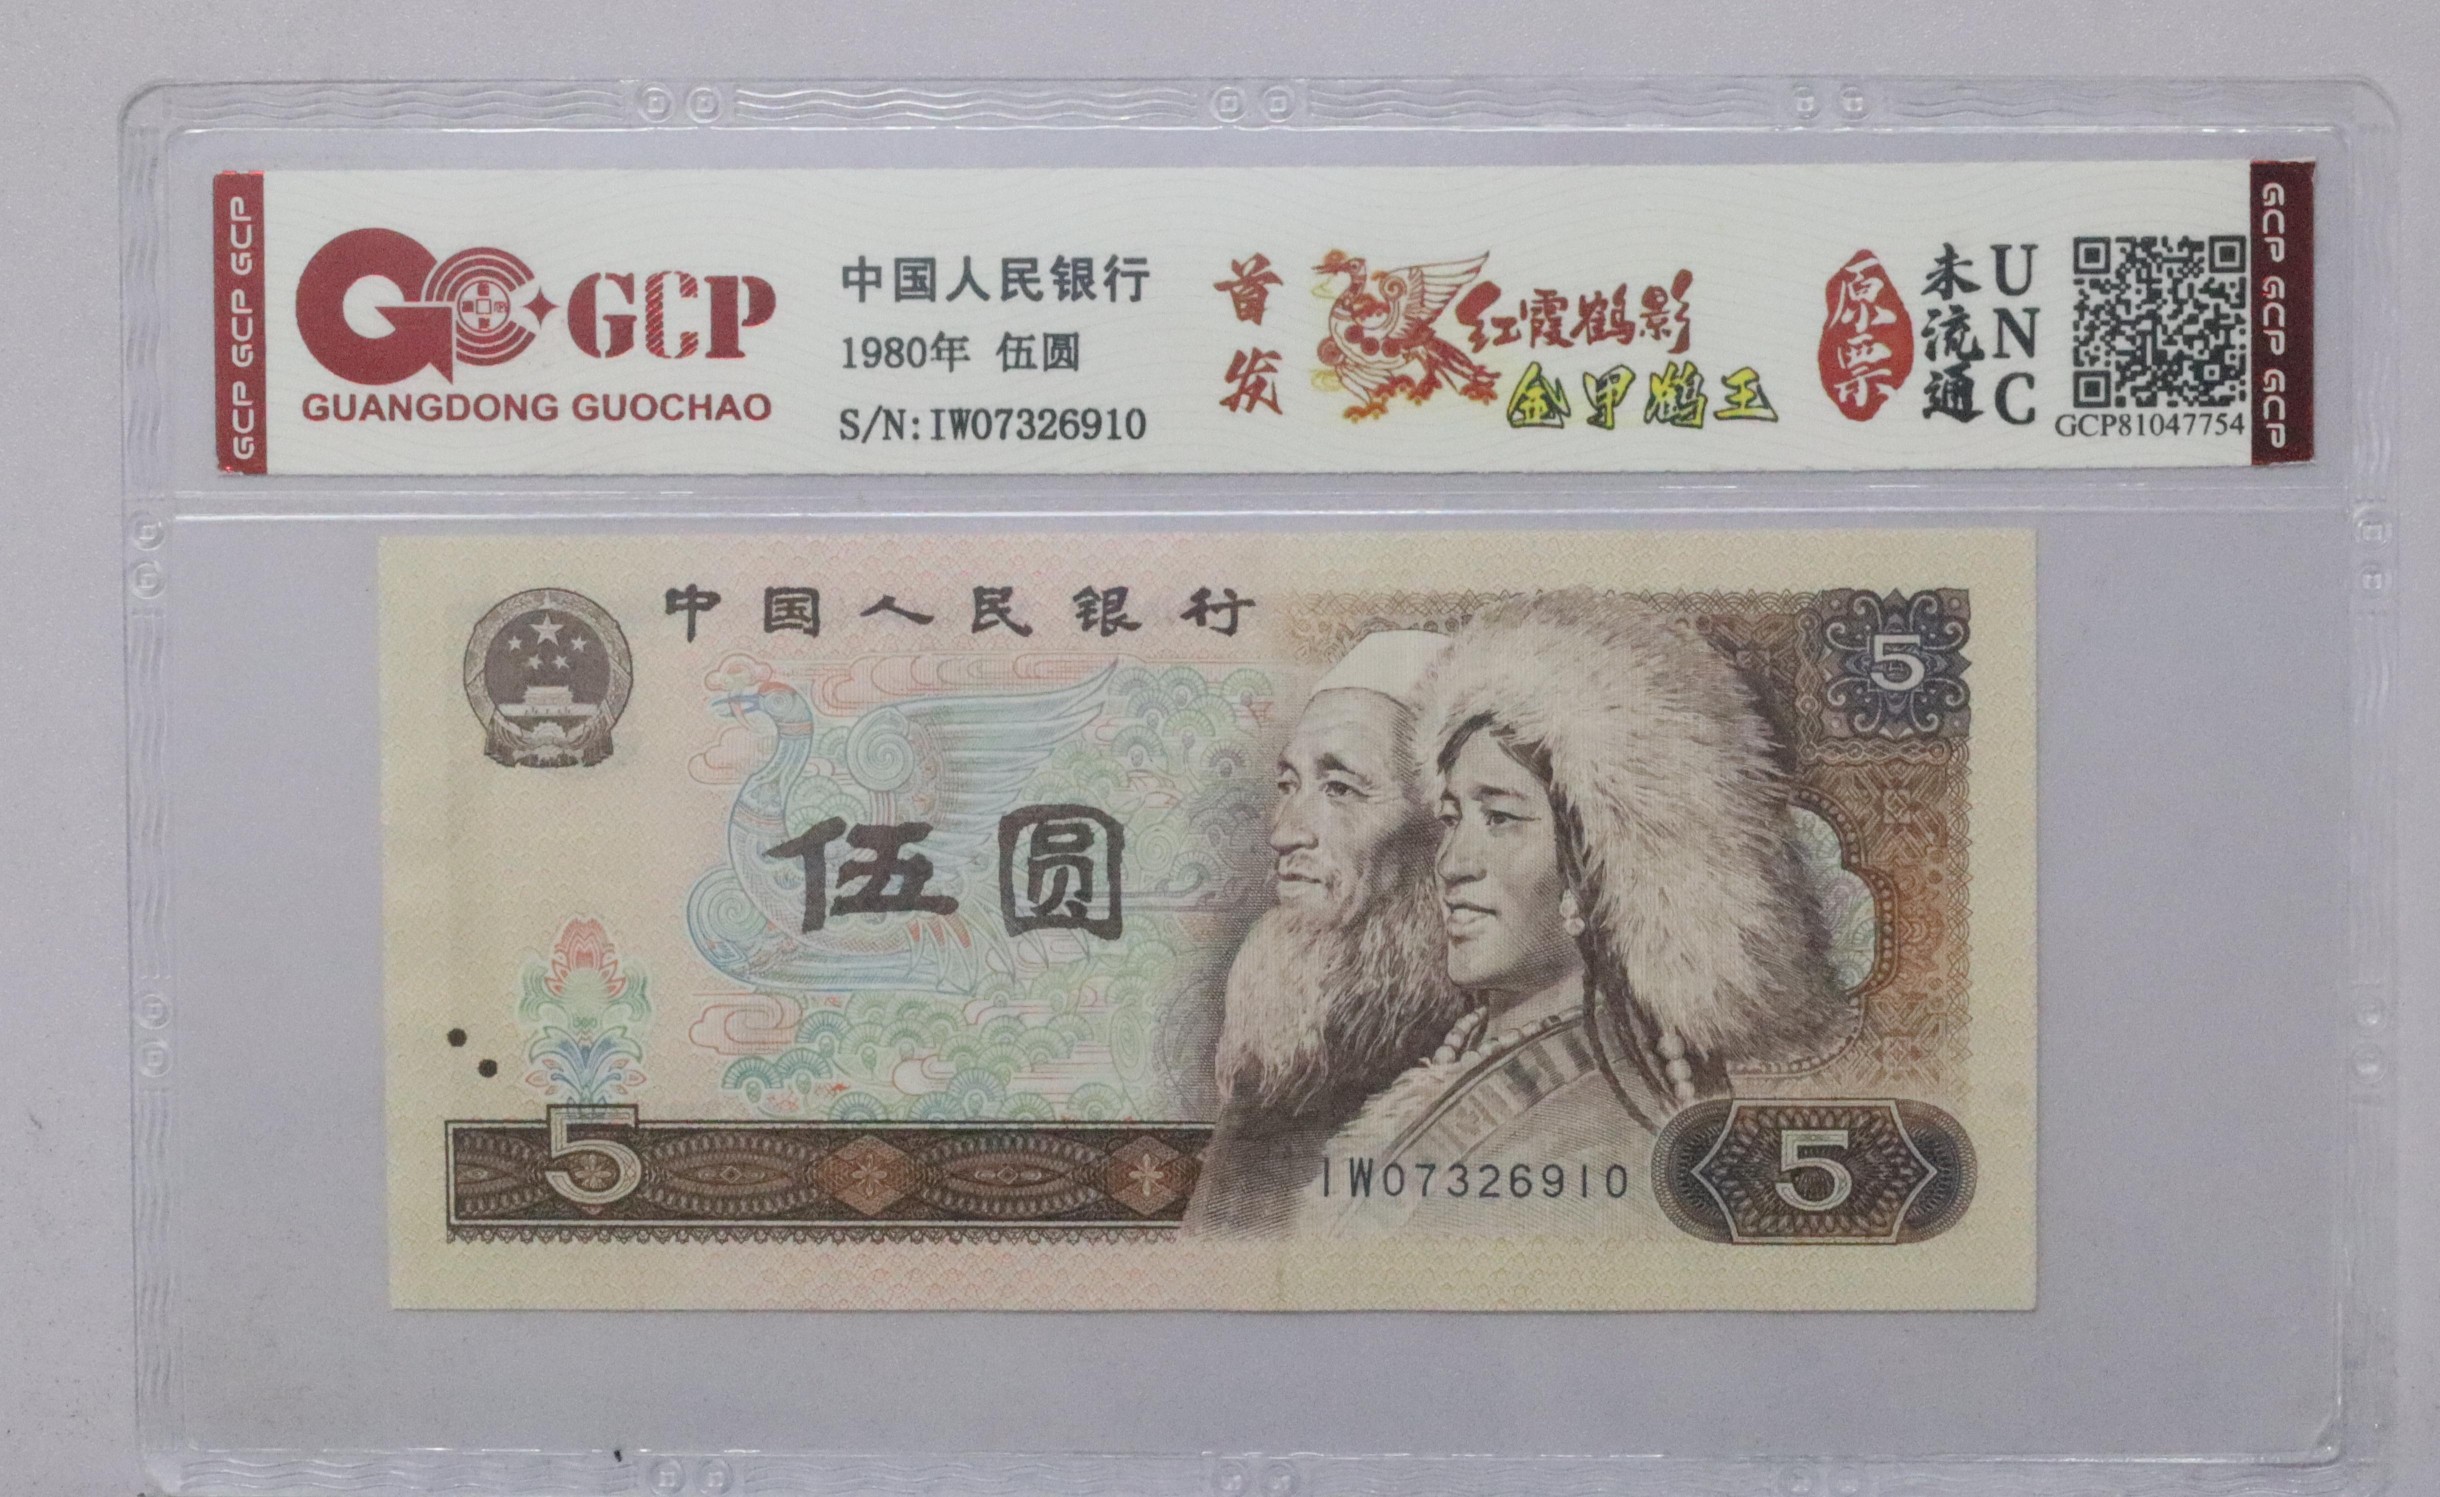 GCP GCP GCP
GCP
GUANGDONG GUOCHAO
中国人民银行
1980年 伍圆
S/N:IW07326910
首发
红霞鹤影
金甲鹤王
原票
未流通
UNC
GCP81047754
GCP GCP GCP
中国人民银行
5
伍圆
5
IW07326910
5